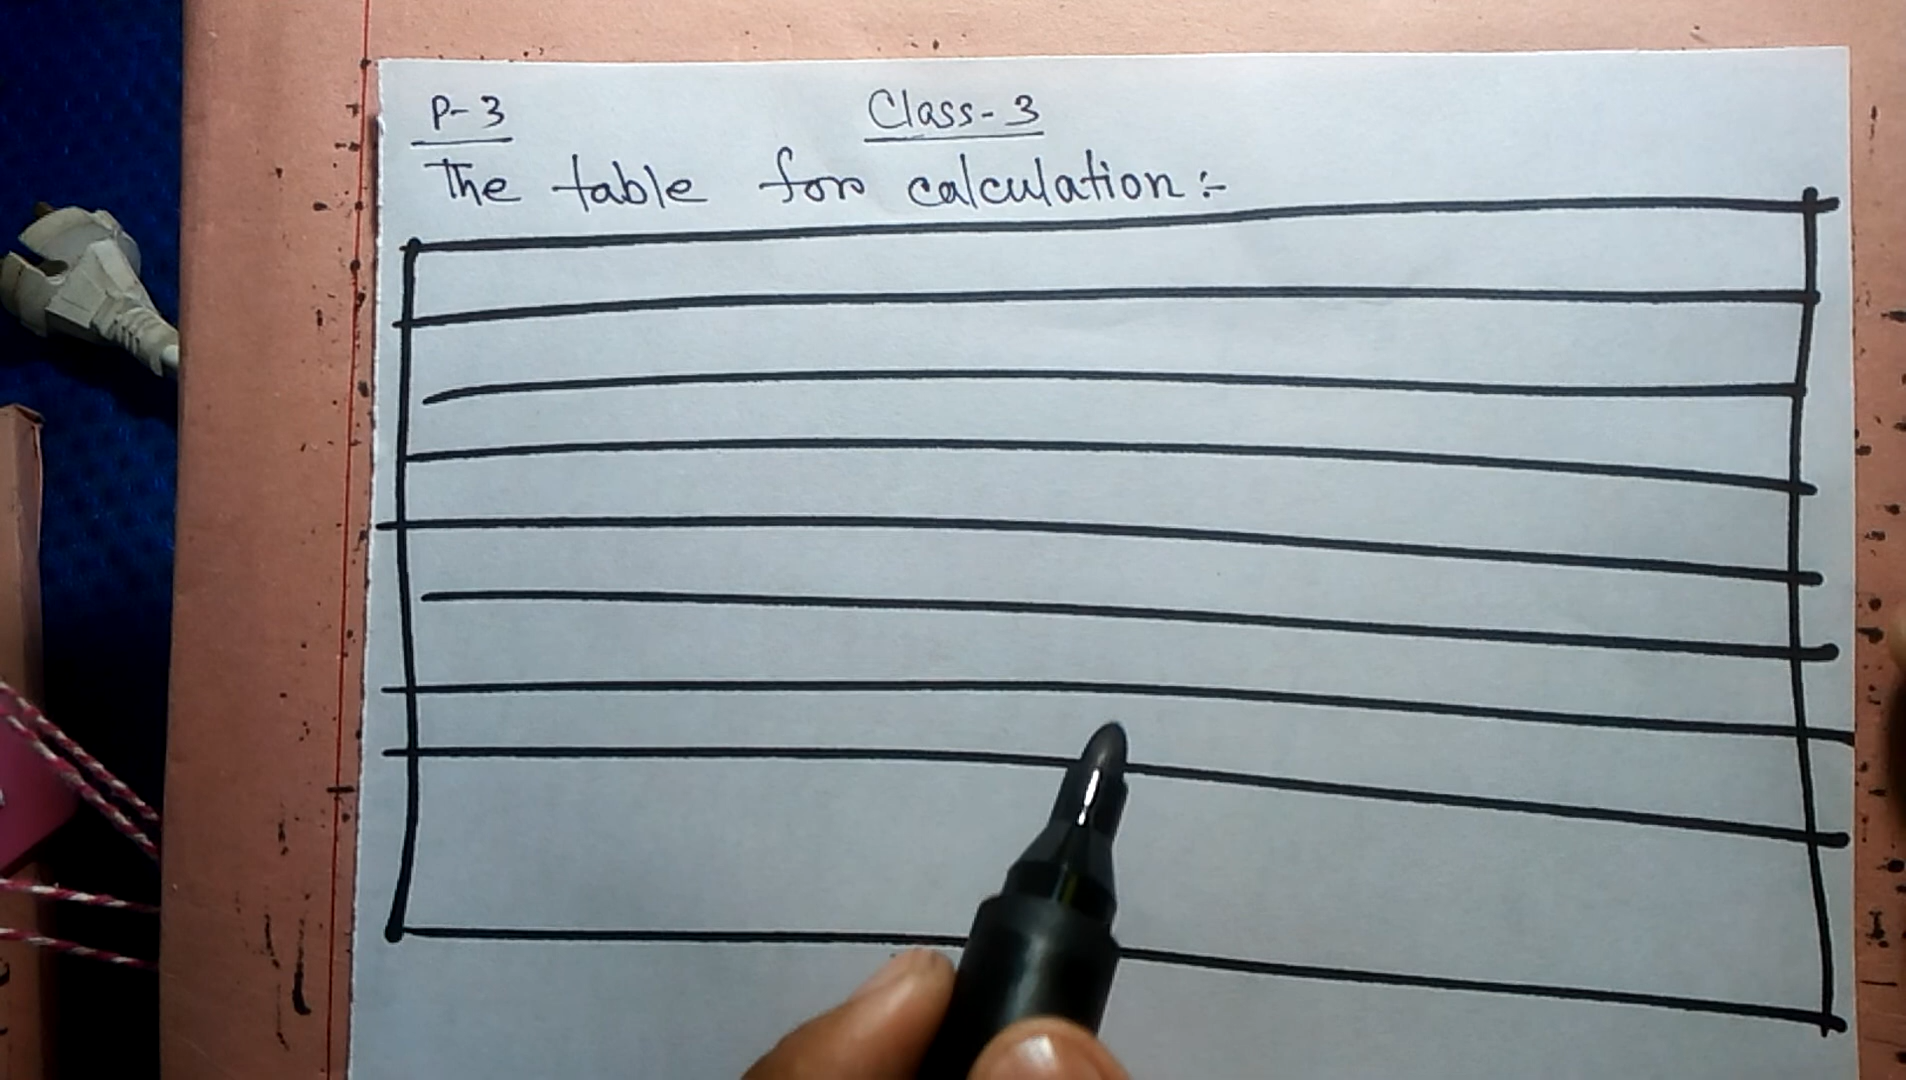 P-3
Class-3
The table for calculation:-